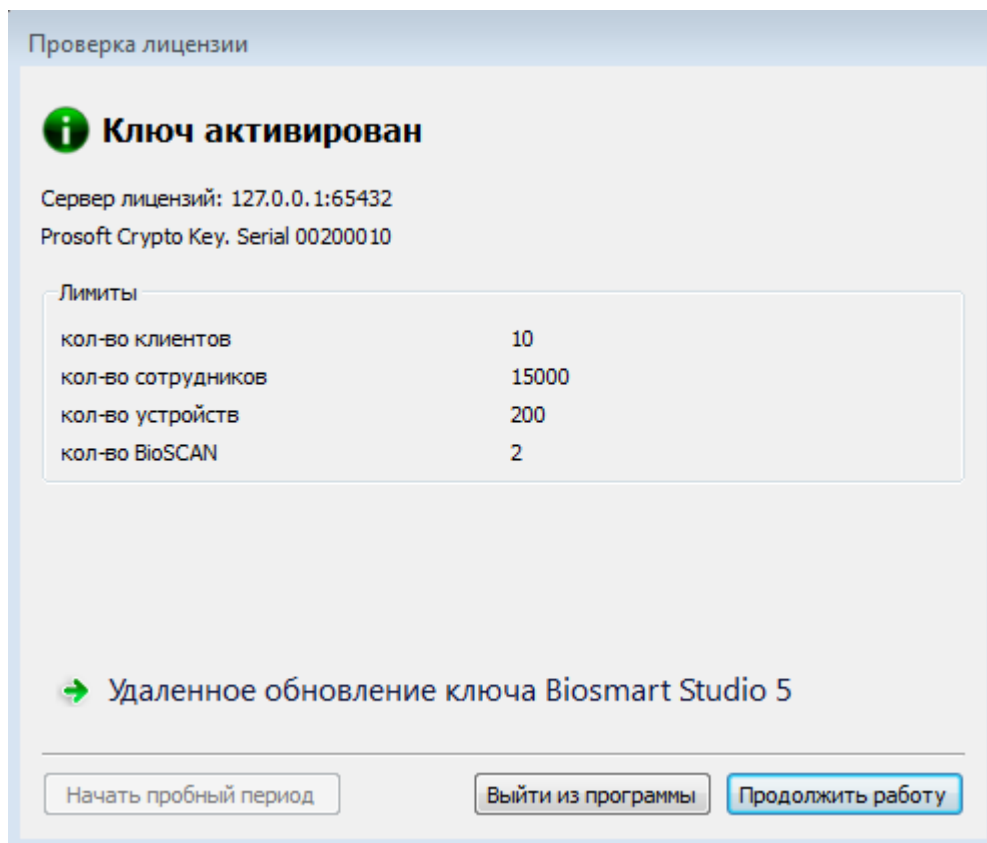 Проверка лицензии
Ключ активирован
Сервер лицензий: 127.0.0.1:65432
Prosoft Crypto Key. Serial 00200010
Лимиты
кол-во клиентов 10
кол-во сотрудников 15000
кол-во устройств 200
кол-во BioSCAN 2
Удаленное обновление ключа Biosmart Studio 5
Начать пробный период Выйти из программы Продолжить работу